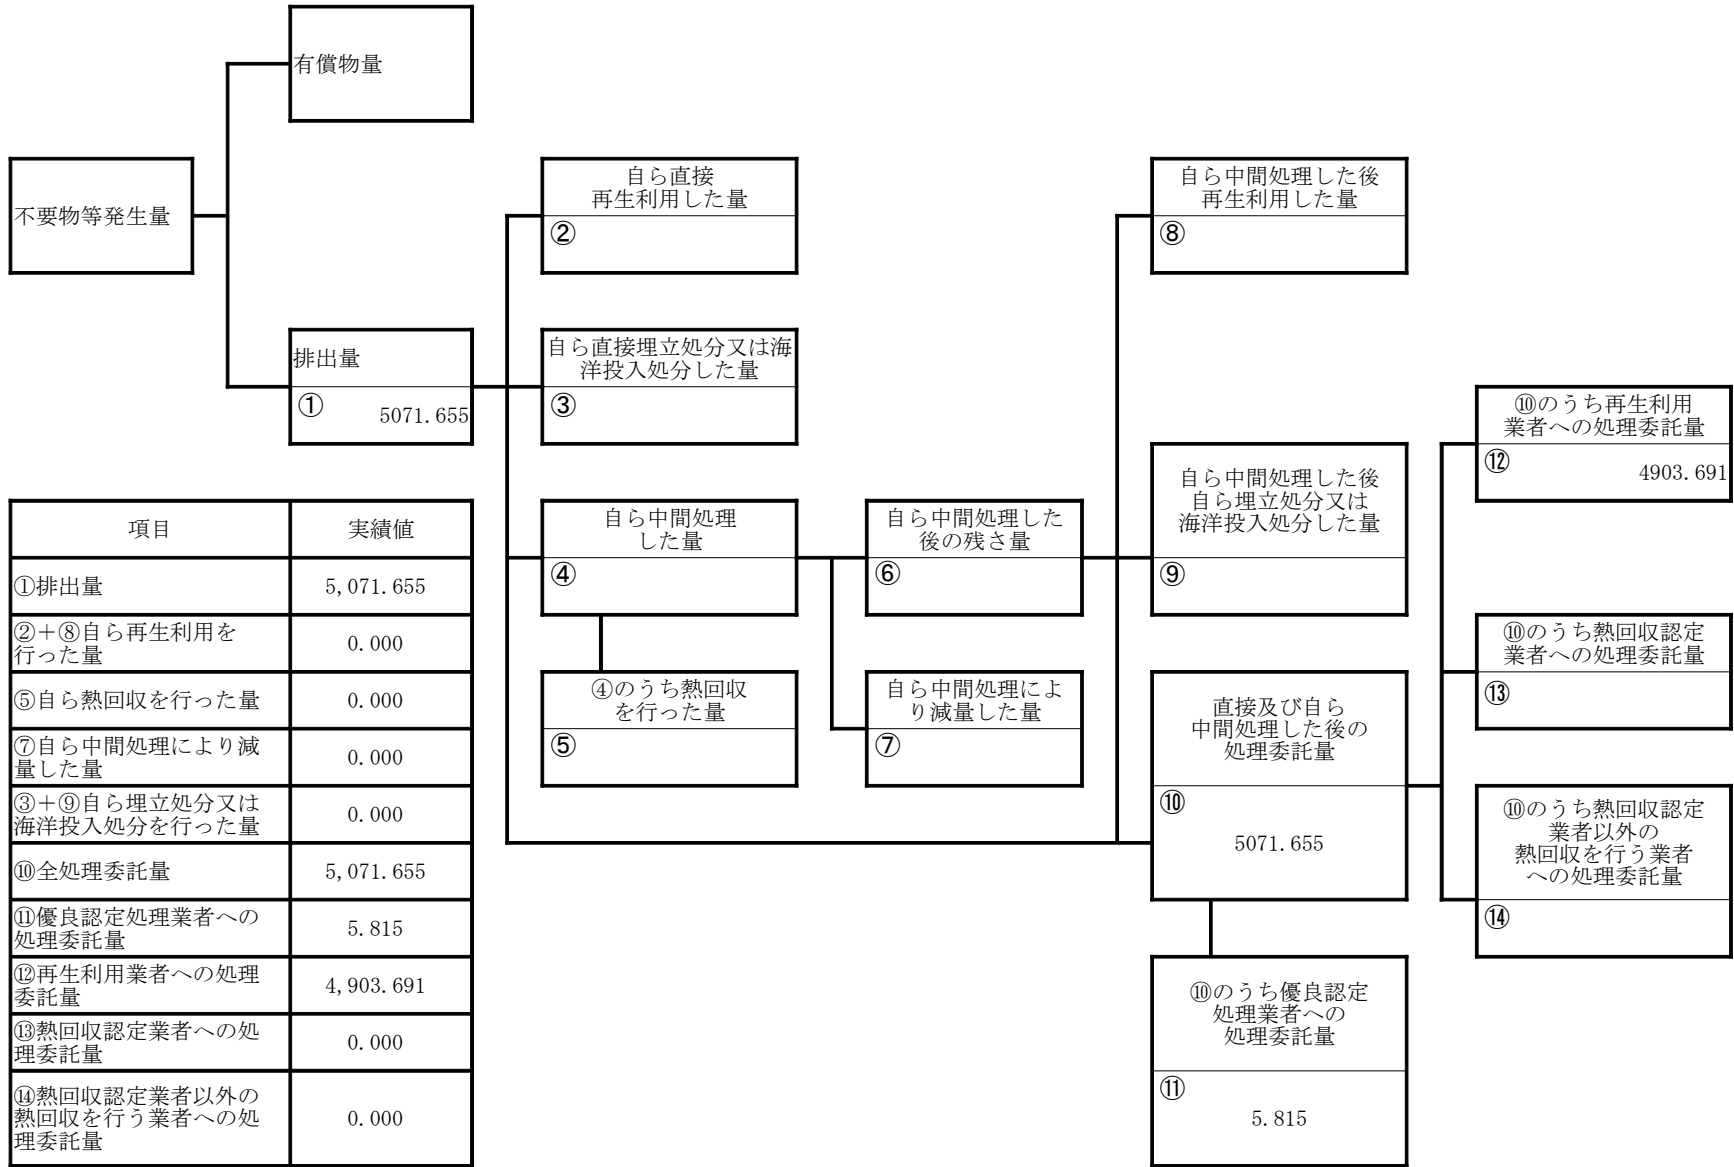 有償物量
不要物等発生量
自ら直接
再生利用した量
②
自ら中間処理した後
再生利用した量
⑧
排出量
①
5071.655
自ら直接埋立処分又は海
洋投入処分した量
③
⑩のうち再生利用
業者への処理委託量
⑫
4903.691
自ら中間処理
した量
④
自ら中間処理した
後の残さ量
⑥
自ら中間処理した後
自ら埋立処分又は
海洋投入処分した量
⑨
⑩のうち熱回収認定
業者への処理委託量
⑬
④のうち熱回収
を行った量
⑤
自ら中間処理によ
り減量した量
⑦
直接及び自ら
中間処理した後の
処理委託量
⑩
5071.655
⑩のうち熱回収認定
業者以外の
熱回収を行う業者
への処理委託量
⑭
⑩のうち優良認定
処理業者への
処理委託量
⑪
5.815
項目 実績値
①排出量 5,071.655
②＋⑧自ら再生利用を
行った量 0.000
⑤自ら熱回収を行った量 0.000
⑦自ら中間処理により減
量した量 0.000
③＋⑨自ら埋立処分又は
海洋投入処分を行った量 0.000
⑩全処理委託量 5,071.655
⑪優良認定処理業者への
処理委託量 5.815
⑫再生利用業者への処理
委託量 4,903.691
⑬熱回収認定業者への処
理委託量 0.000
⑭熱回収認定業者以外の
熱回収を行う業者への処
理委託量 0.000